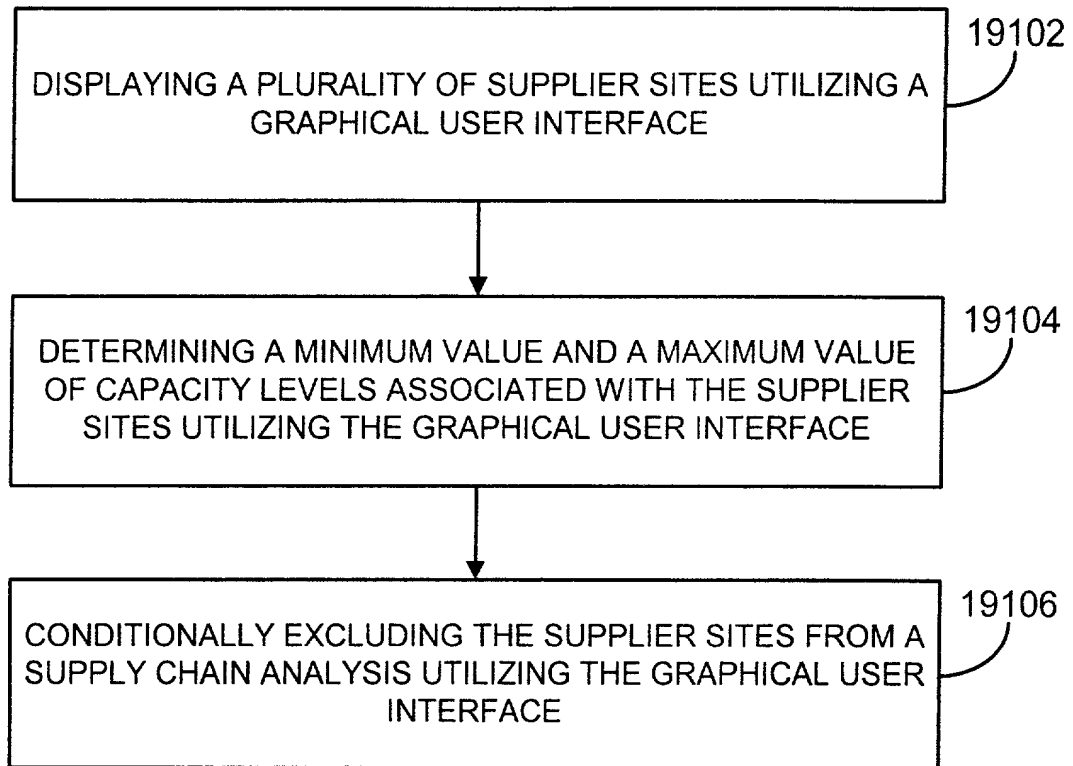 19102
DISPLAYING A PLURALITY OF SUPPLIER SITES UTILIZING A
GRAPHICAL USER INTERFACE
19104
DETERMINING A MINIMUM VALUE AND A MAXIMUM VALUE
OF CAPACITY LEVELS ASSOCIATED WITH THE SUPPLIER
SITES UTILIZING THE GRAPHICAL USER INTERFACE
19106
CONDITIONALLY EXCLUDING THE SUPPLIER SITES FROM A
SUPPLY CHAIN ANALYSIS UTILIZING THE GRAPHICAL USER
INTERFACE